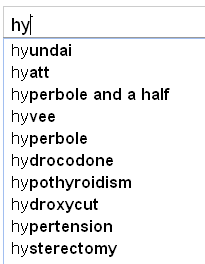 hy
hyundai
hyatt
hyperbole and a half
hyvee
hyperbole
hydrocodone
hypothyroidism
hydroxycut
hypertension
hysterectomy